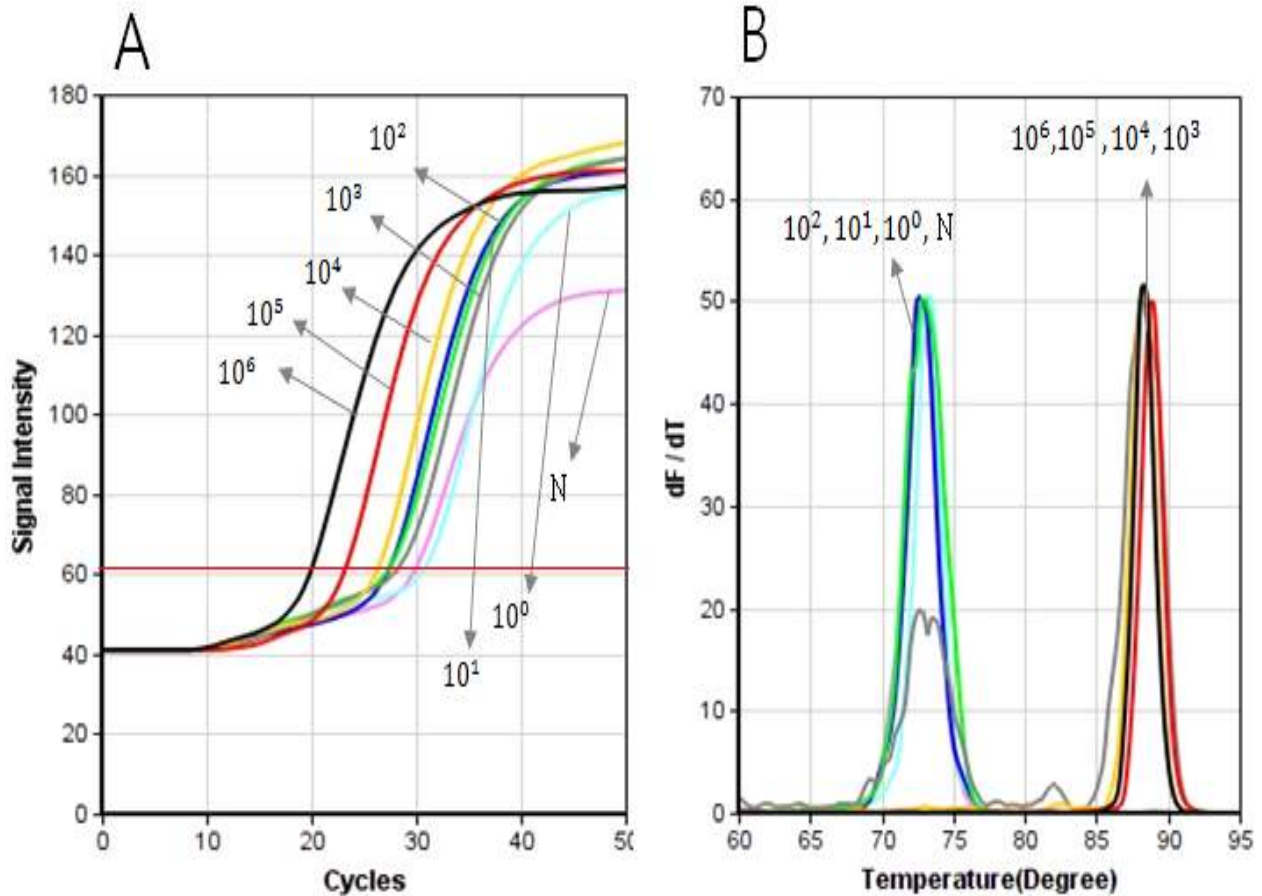 A
180
160
140
120
100
80
60
40
20
0
Signal Intensity
10²
10³
10⁴
10⁵
10⁶
N
10⁰
10¹
0 10 20 30 40
Cycles
B
70
60
50
40
30
20
10
0
dF / dT
10⁶,10⁵ ,10⁴, 10³
10², 10¹, 10⁰, N
60 65 70 75 80 85 90 95
Temperature(Degree)